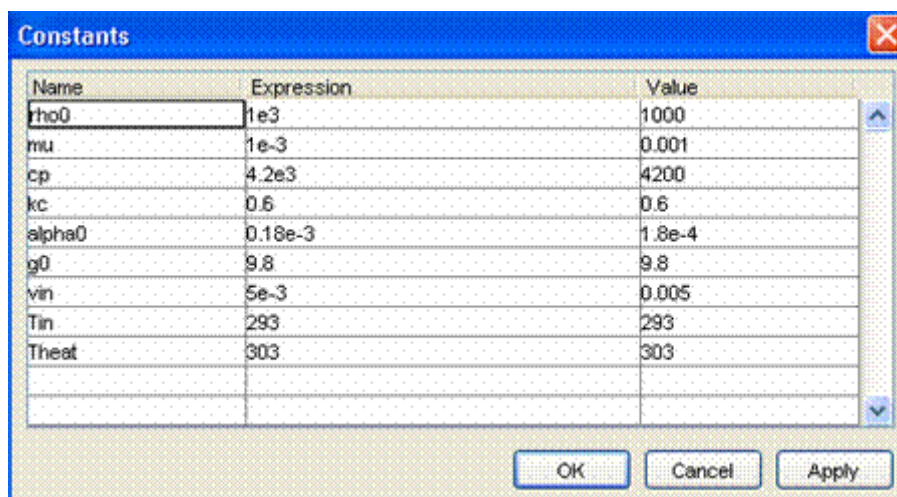 Constants
Name Expression Value
rho0 1e3 1000
mu 1e-3 0.001
cp 4.2e3 4200
kc 0.6 0.6
alpha0 0.18e-3 1.8e-4
g0 9.8 9.8
vin 5e-3 0.005
Tin 293 293
Theat 303 303
OK Cancel Apply